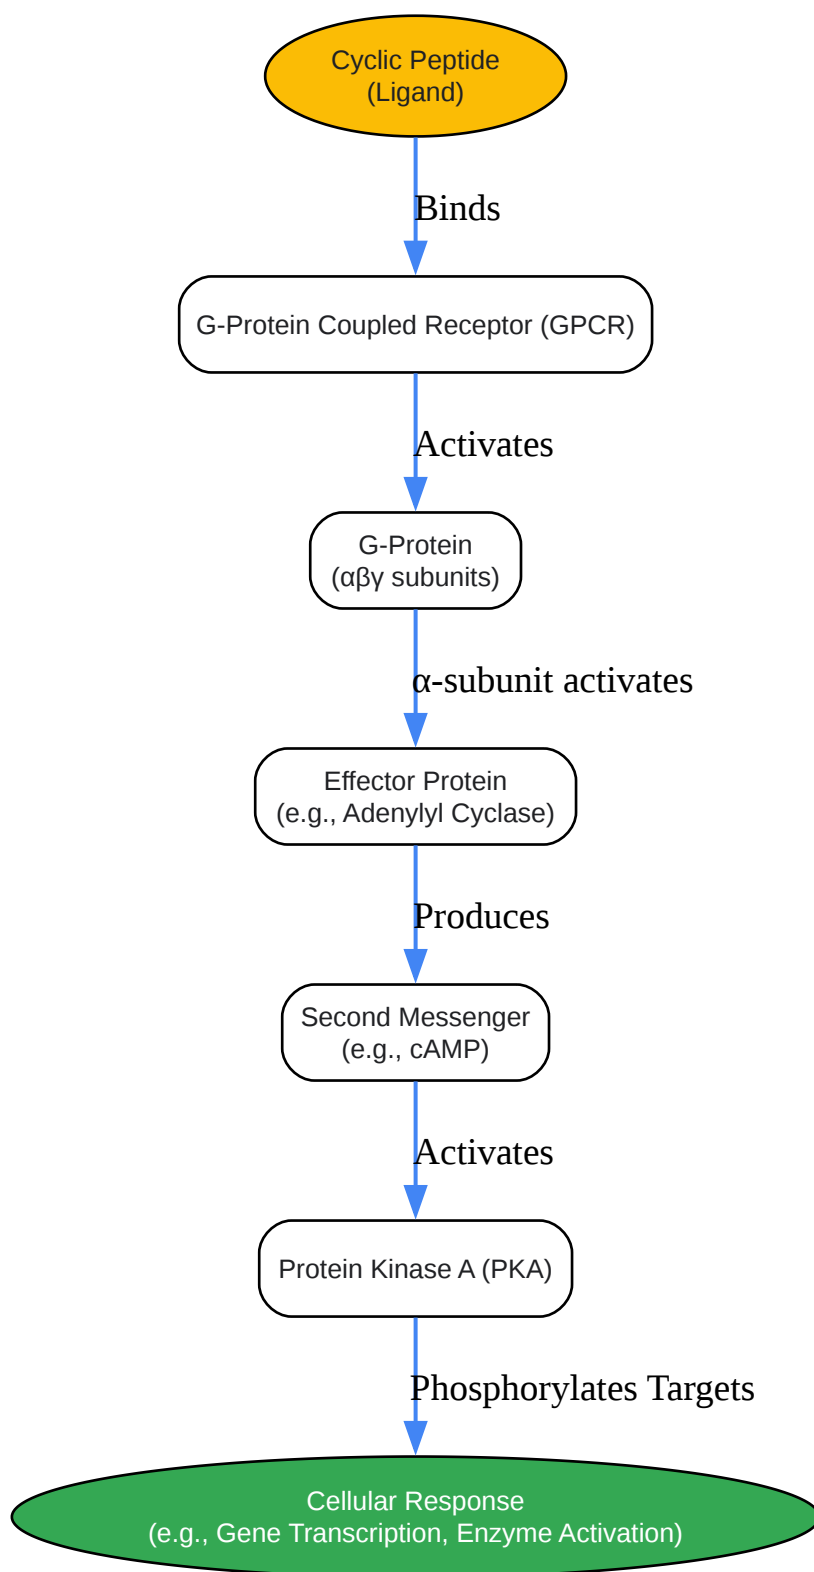 Cyclic Peptide
(Ligand)
Binds
G-Protein Coupled Receptor (GPCR)
Activates
G-Protein
(αβγ subunits)
α-subunit activates
Effector Protein
(e.g., Adenylyl Cyclase)
Produces
Second Messenger
(e.g., cAMP)
Activates
Protein Kinase A (PKA)
Phosphorylates Targets
Cellular Response
(e.g., Gene Transcription, Enzyme Activation)